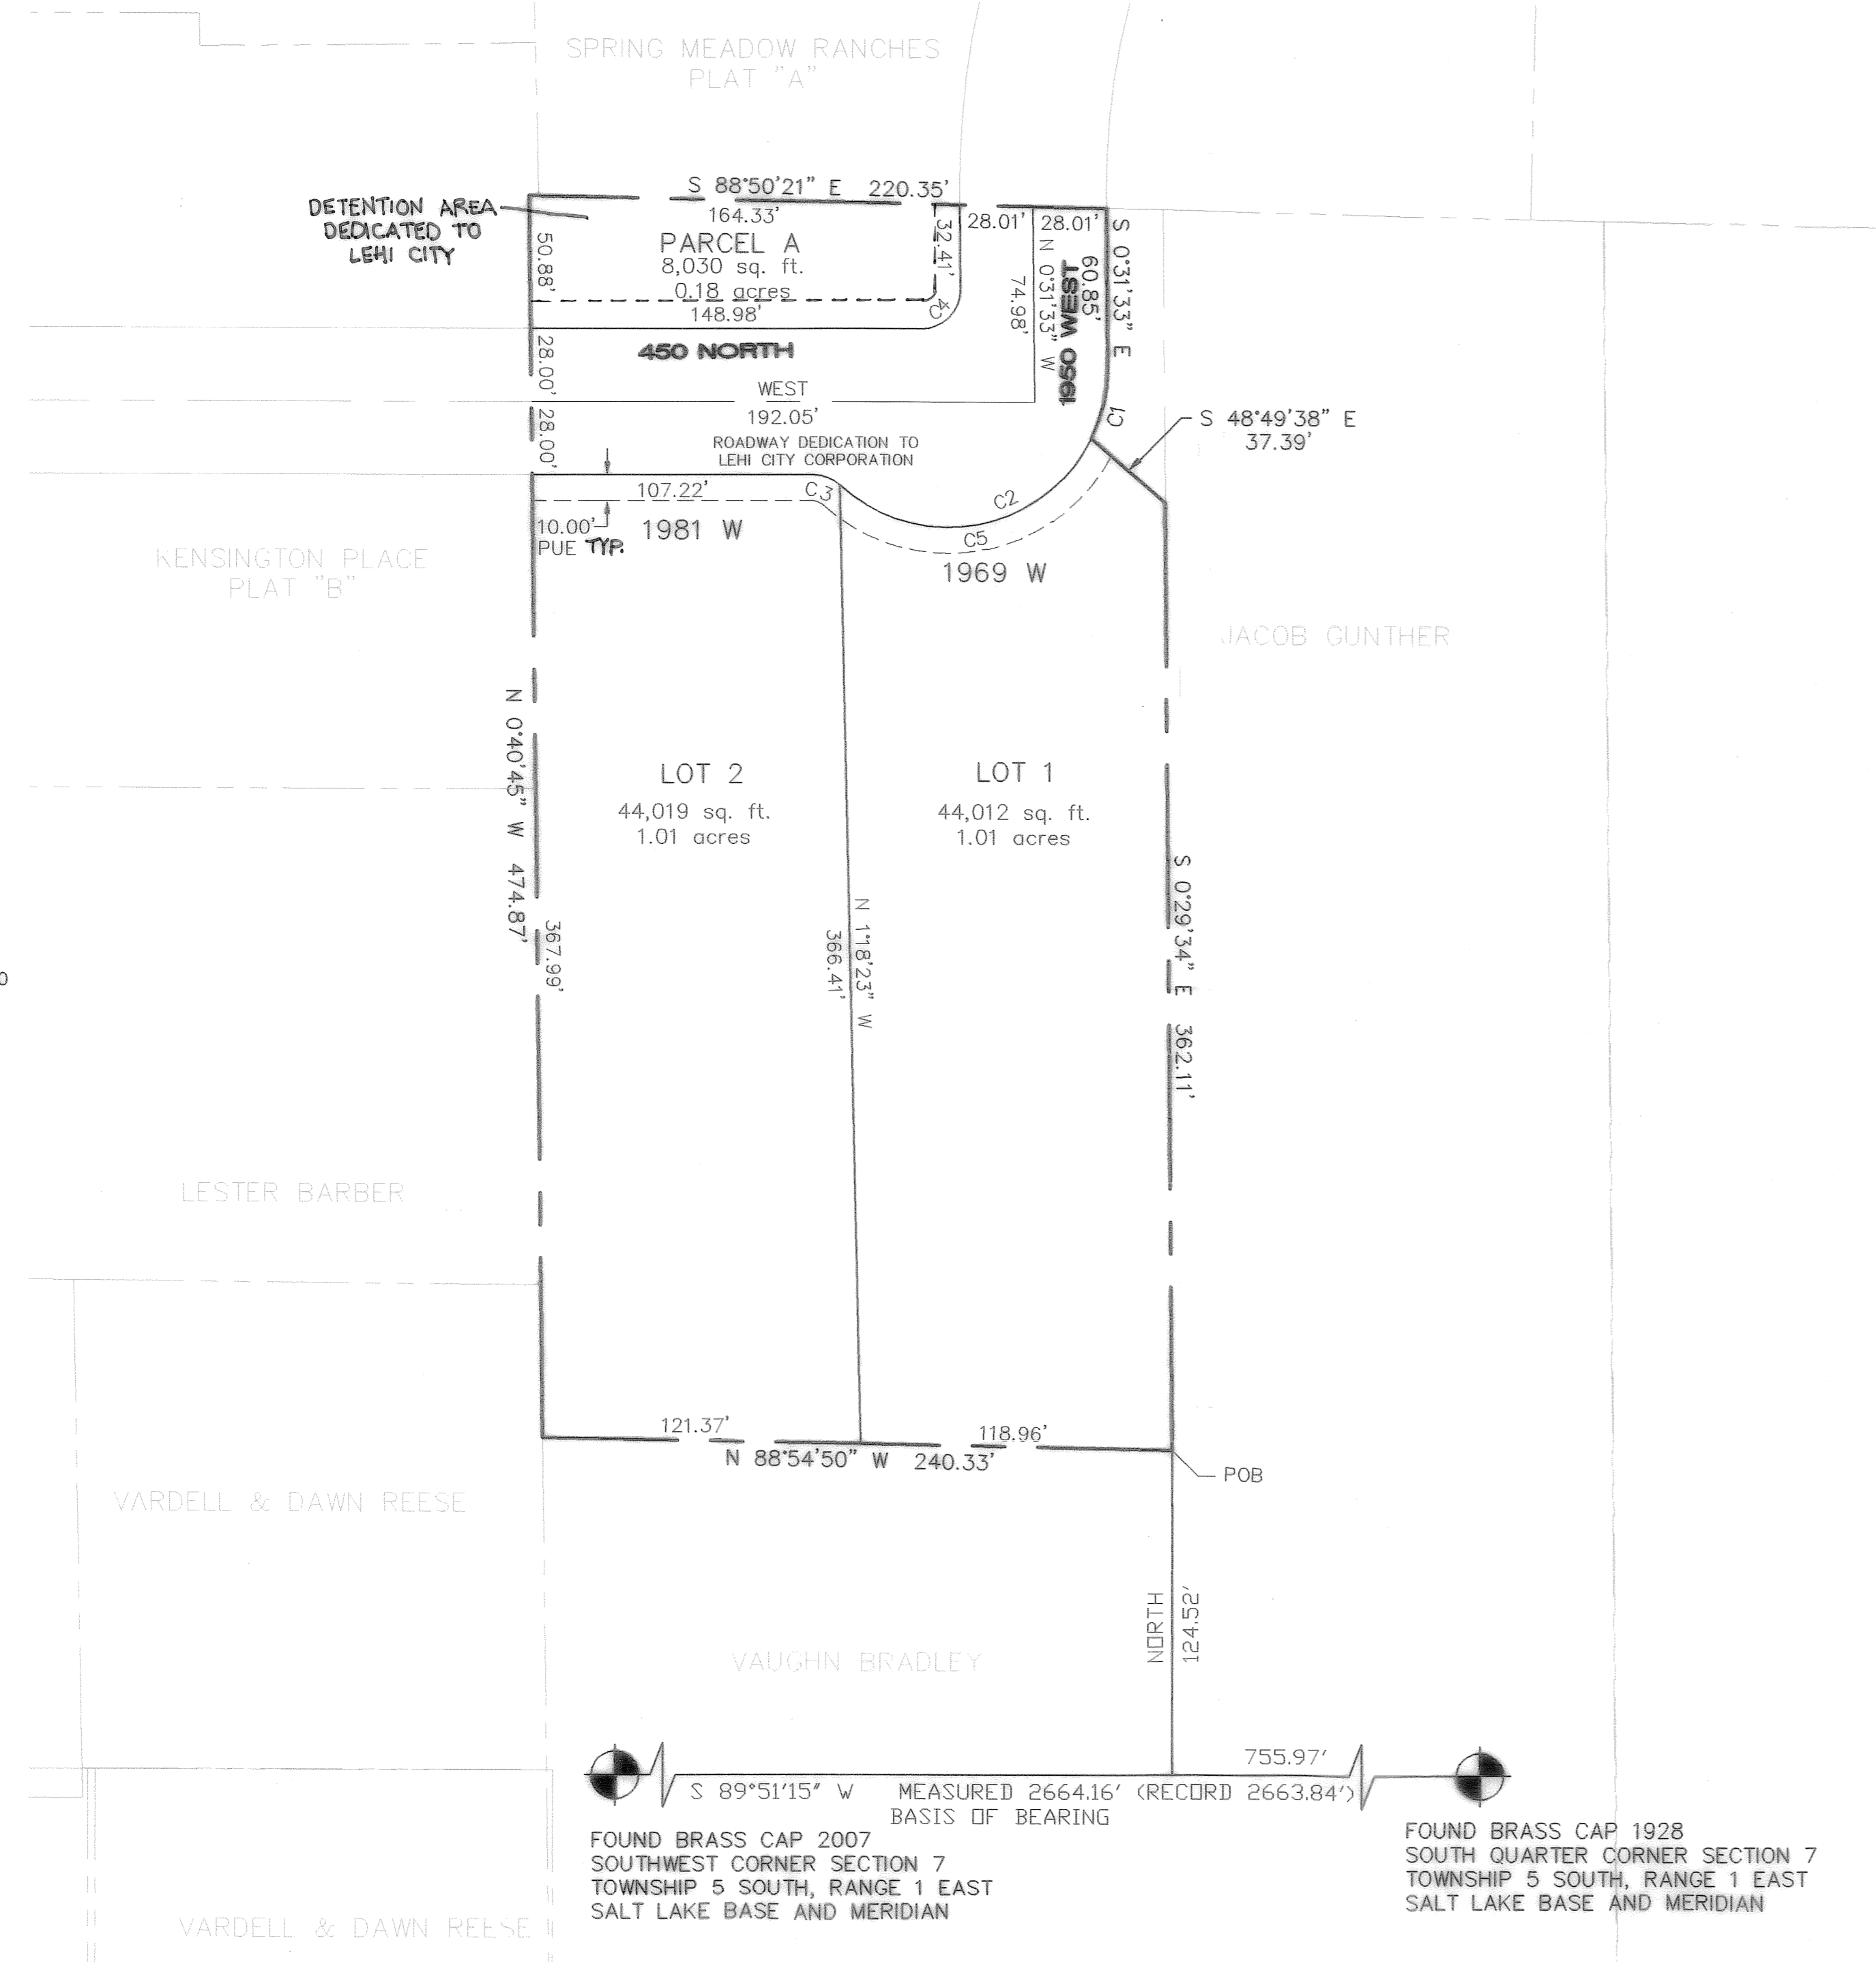 SPRING MEADOW RANCHES
PLAT "A"
S 88°50'21" E 220.35'
DETENTION AREA
DEDICATED TO
LEHI CITY
164.33'
PARCEL A
8,030 sq. ft.
0.18 acres
148.98'
50.88'
32.41'
C4
28.01'
28.01'
74.98'
N 0°31'33" W
1950 WEST
60.85'
S 0°31'33" E
450 NORTH
28.00'
28.00'
WEST
192.05'
C1
S 48°49'38" E
37.39'
ROADWAY DEDICATION TO
LEHI CITY CORPORATION
107.22'
C3
C2
C5
10.00'
PUE TYP.
1981 W
1969 W
KENSINGTON PLACE
PLAT "B"
JACOB GUNTHER
N 0°40'45" W 474.87'
367.99'
LOT 2
44,019 sq. ft.
1.01 acres
LOT 1
44,012 sq. ft.
1.01 acres
N 1°18'23" W
366.41'
S 0°29'34" E 362.11'
0
LESTER BARBER
121.37'
118.96'
N 88°54'50" W 240.33'
POB
VARDELL & DAWN REESE
NORTH
124.52'
VAUGHN BRADLEY
755.97'
S 89°51'15" W MEASURED 2664.16' (RECORD 2663.84')
BASIS OF BEARING
FOUND BRASS CAP 2007
SOUTHWEST CORNER SECTION 7
TOWNSHIP 5 SOUTH, RANGE 1 EAST
SALT LAKE BASE AND MERIDIAN
FOUND BRASS CAP 1928
SOUTH QUARTER CORNER SECTION 7
TOWNSHIP 5 SOUTH, RANGE 1 EAST
SALT LAKE BASE AND MERIDIAN
VARDELL & DAWN REESE